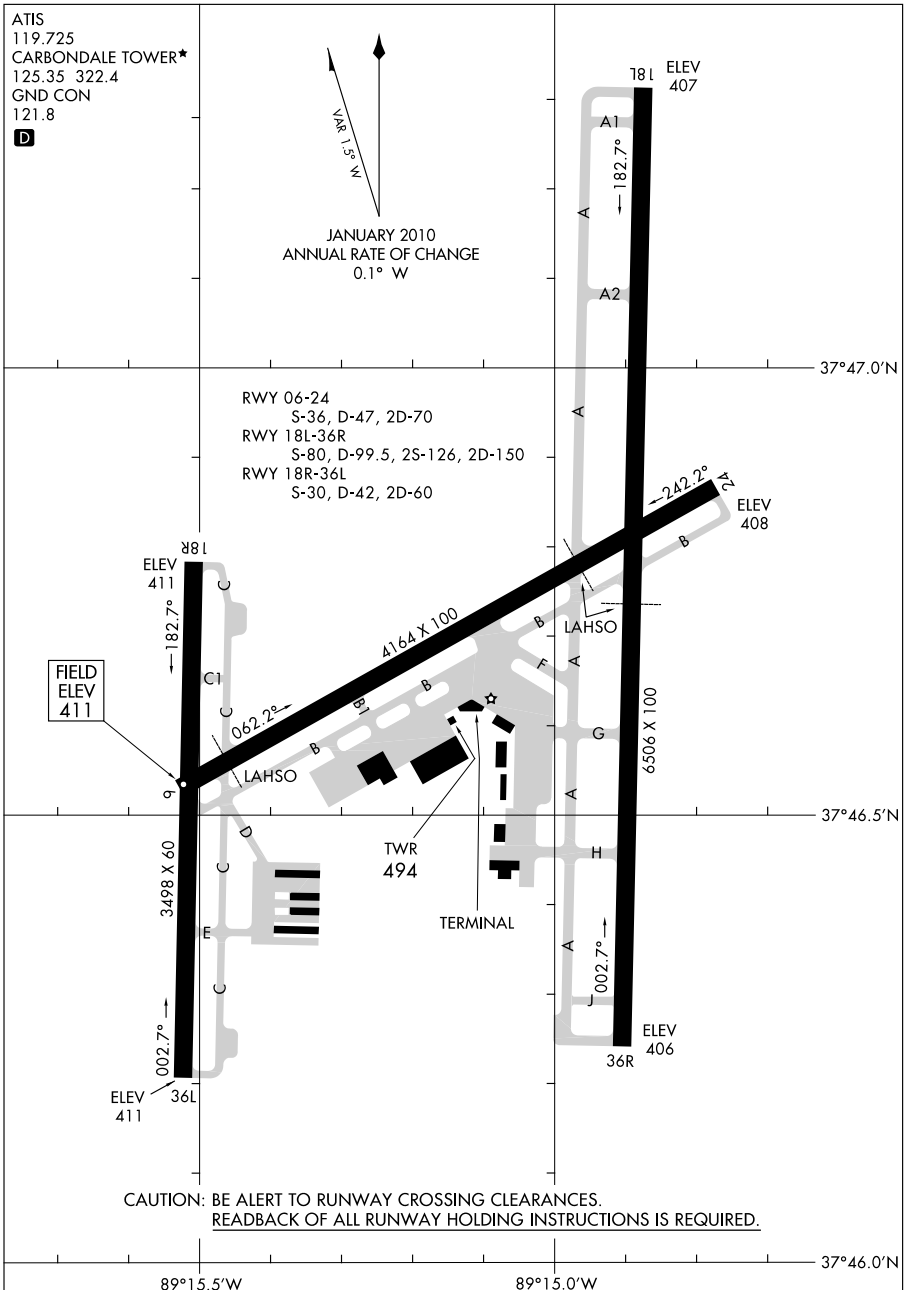 ATIS
119.725
CARBONDALE TOWER★
125.35 322.4
GND CON
121.8
D
VAR 1.5° W
JANUARY 2010
ANNUAL RATE OF CHANGE
0.1° W
18L
ELEV
407
A1
182.7°
A
A2
37°47.0'N
A
RWY 06-24
S-36, D-47, 2D-70
RWY 18L-36R
S-80, D-99.5, 2S-126, 2D-150
RWY 18R-36L
S-30, D-42, 2D-60
242.2°
24
ELEV
408
B
18R
ELEV
411
C
182.7°
4164 X 100
B
LAHSO
FIELD
ELEV
411
C1
C
062.2°
B
B1
B
F
A
6506 X 100
G
LAHSO
6
A
37°46.5'N
D
TWR
494
H
3498 X 60
C
TERMINAL
E
A
002.7°
C
J
002.7°
ELEV
406
36R
36L
ELEV
411
CAUTION: BE ALERT TO RUNWAY CROSSING CLEARANCES.
READBACK OF ALL RUNWAY HOLDING INSTRUCTIONS IS REQUIRED.
37°46.0'N
89°15.5'W
89°15.0'W